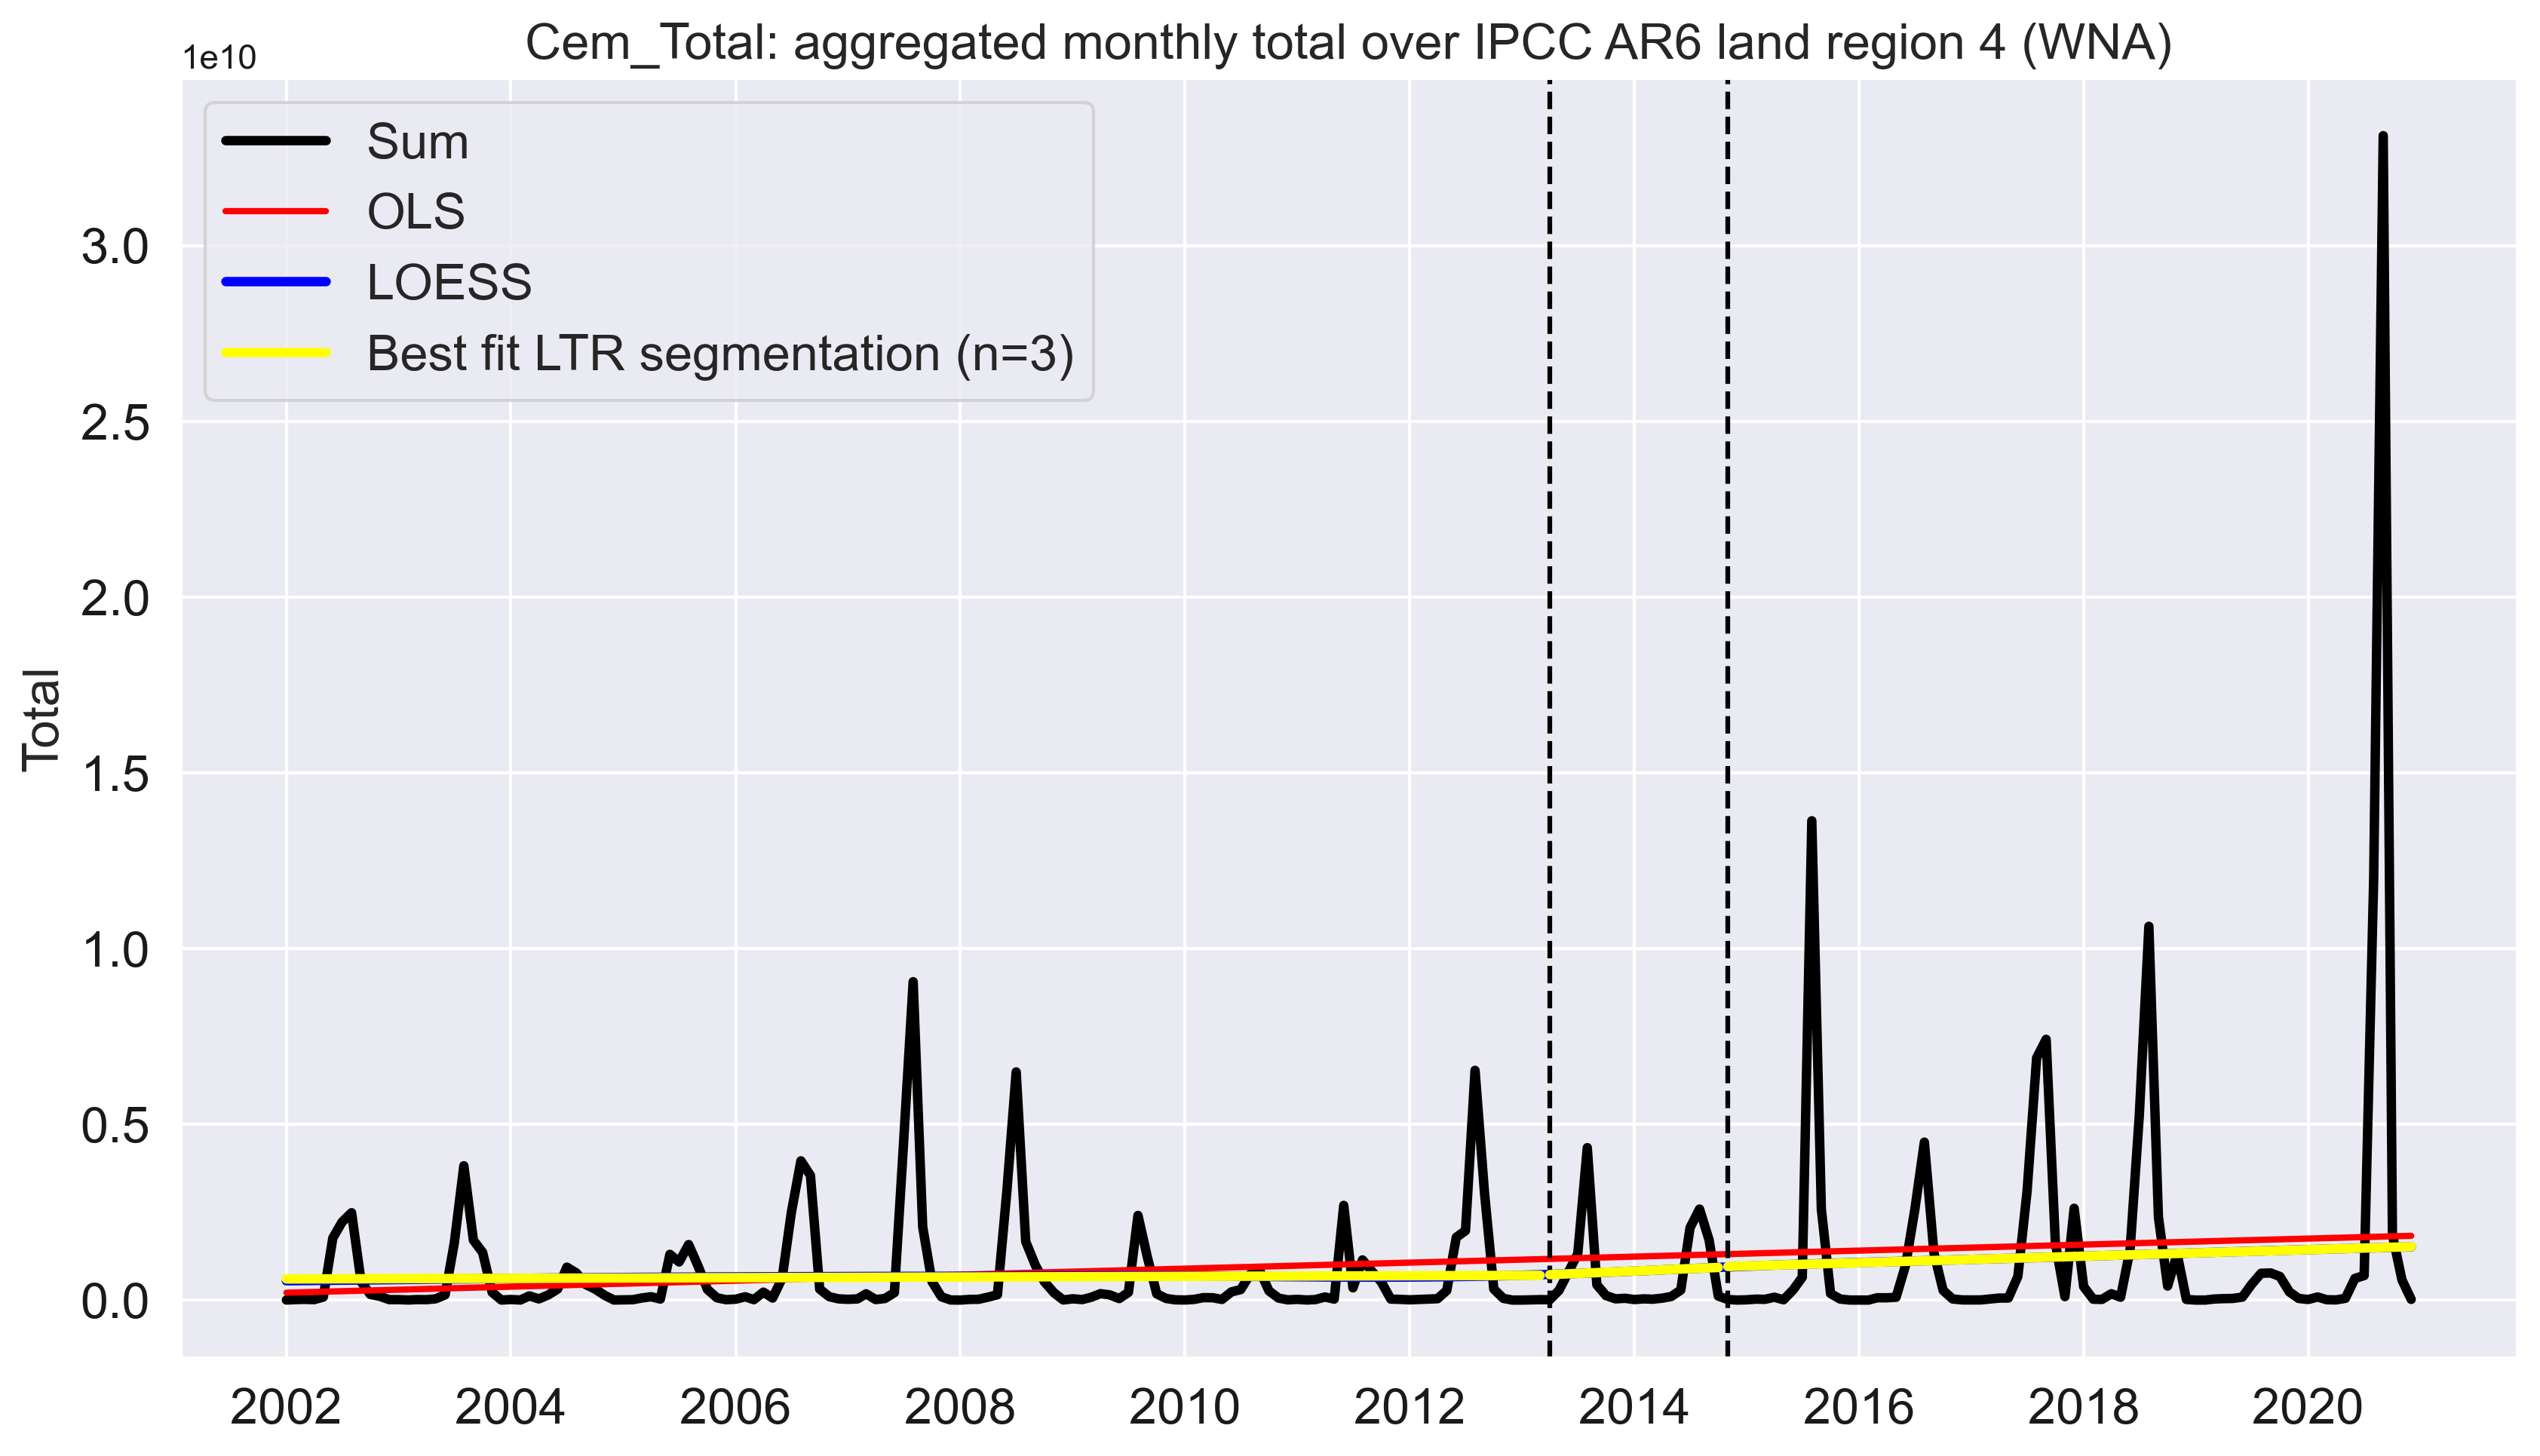 Cem_Total: aggregated monthly total over IPCC AR6 land region 4 (WNA)
1e10
Sum
OLS
LOESS
Best fit LTR segmentation (n=3)
3.0
2.5
2.0
1.5
1.0
0.5
0.0
Total
2002 2004 2006 2008 2010 2012 2014 2016 2018 2020